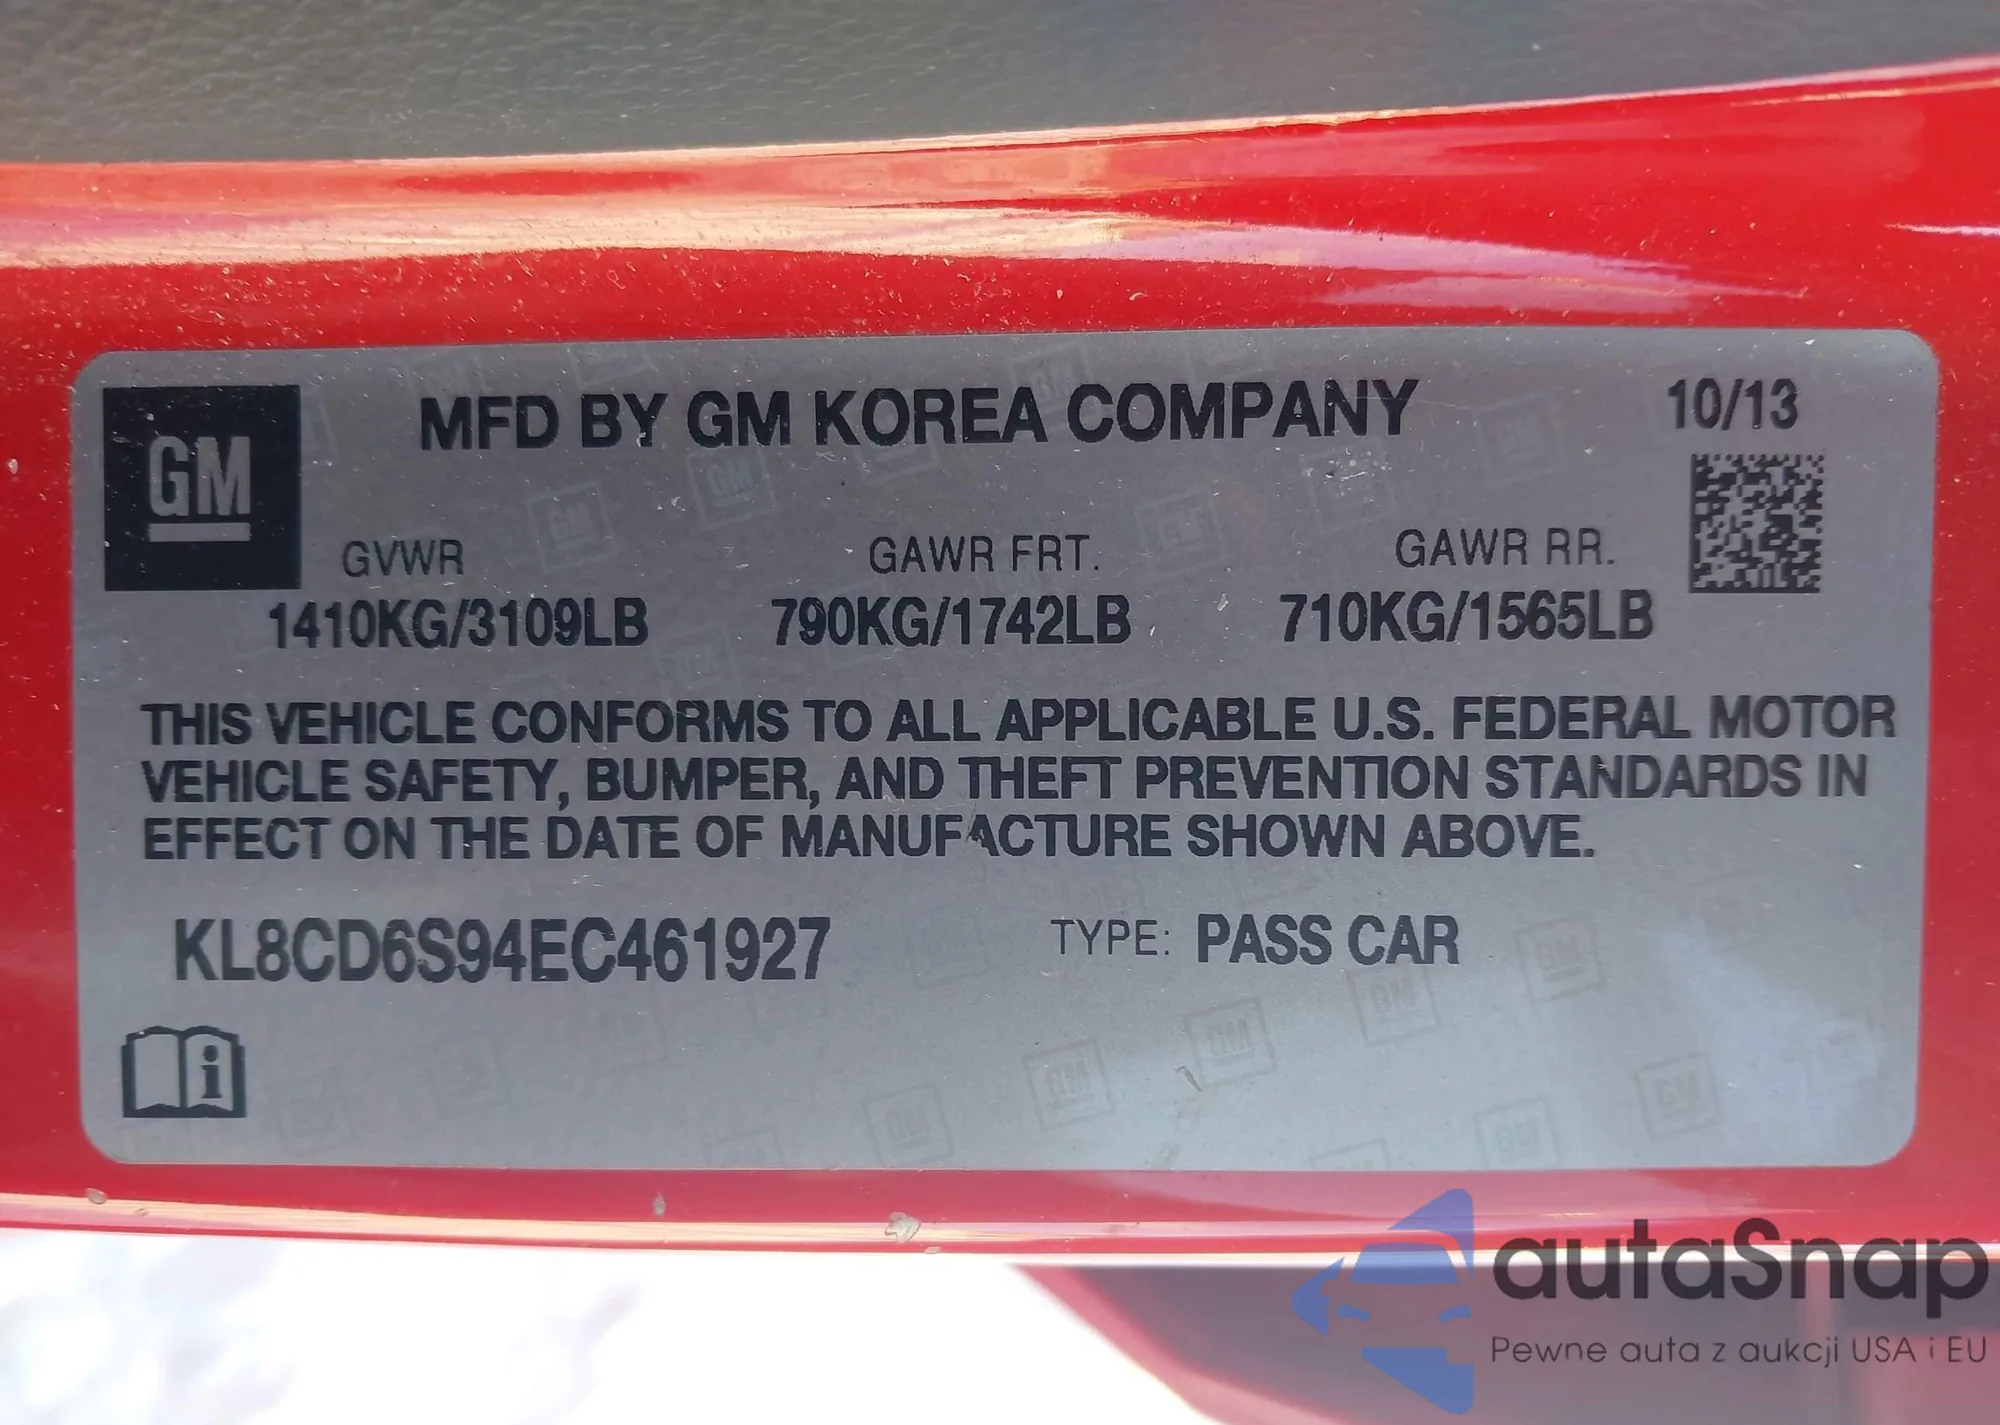 GM
MFD BY GM KOREA COMPANY
10/13
GVWR
GAWR FRT.
GAWR RR.
1410KG/3109LB
790KG/1742LB
710KG/1565LB
THIS VEHICLE CONFORMS TO ALL APPLICABLE U.S. FEDERAL MOTOR
VEHICLE SAFETY, BUMPER, AND THEFT PREVENTION STANDARDS IN
EFFECT ON THE DATE OF MANUFACTURE SHOWN ABOVE.
KL8CD6S94EC461927
TYPE: PASS CAR
i
autaSnap
Pewne auta z aukcji USA i EU